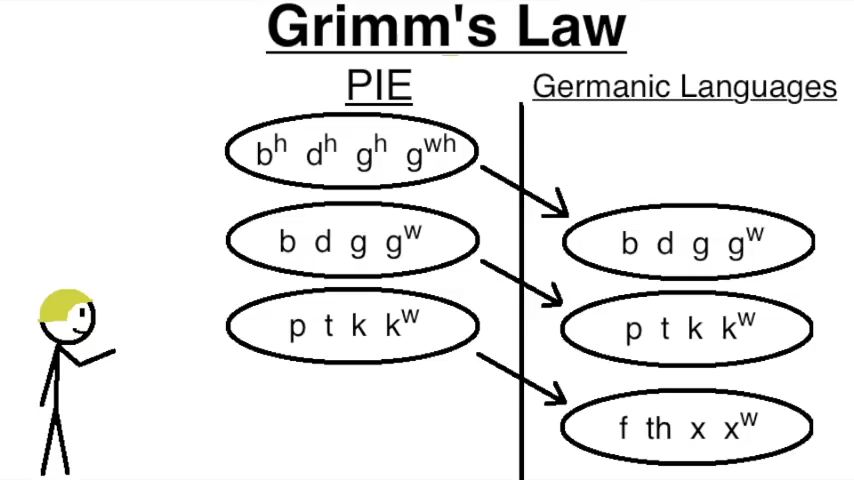 Grimm's Law
PIE
Germanic Languages
bʰ dʰ gʰ gʷʰ
b d g gʷ
b d g gʷ
p t k kʷ
p t k kʷ
f th x xʷ